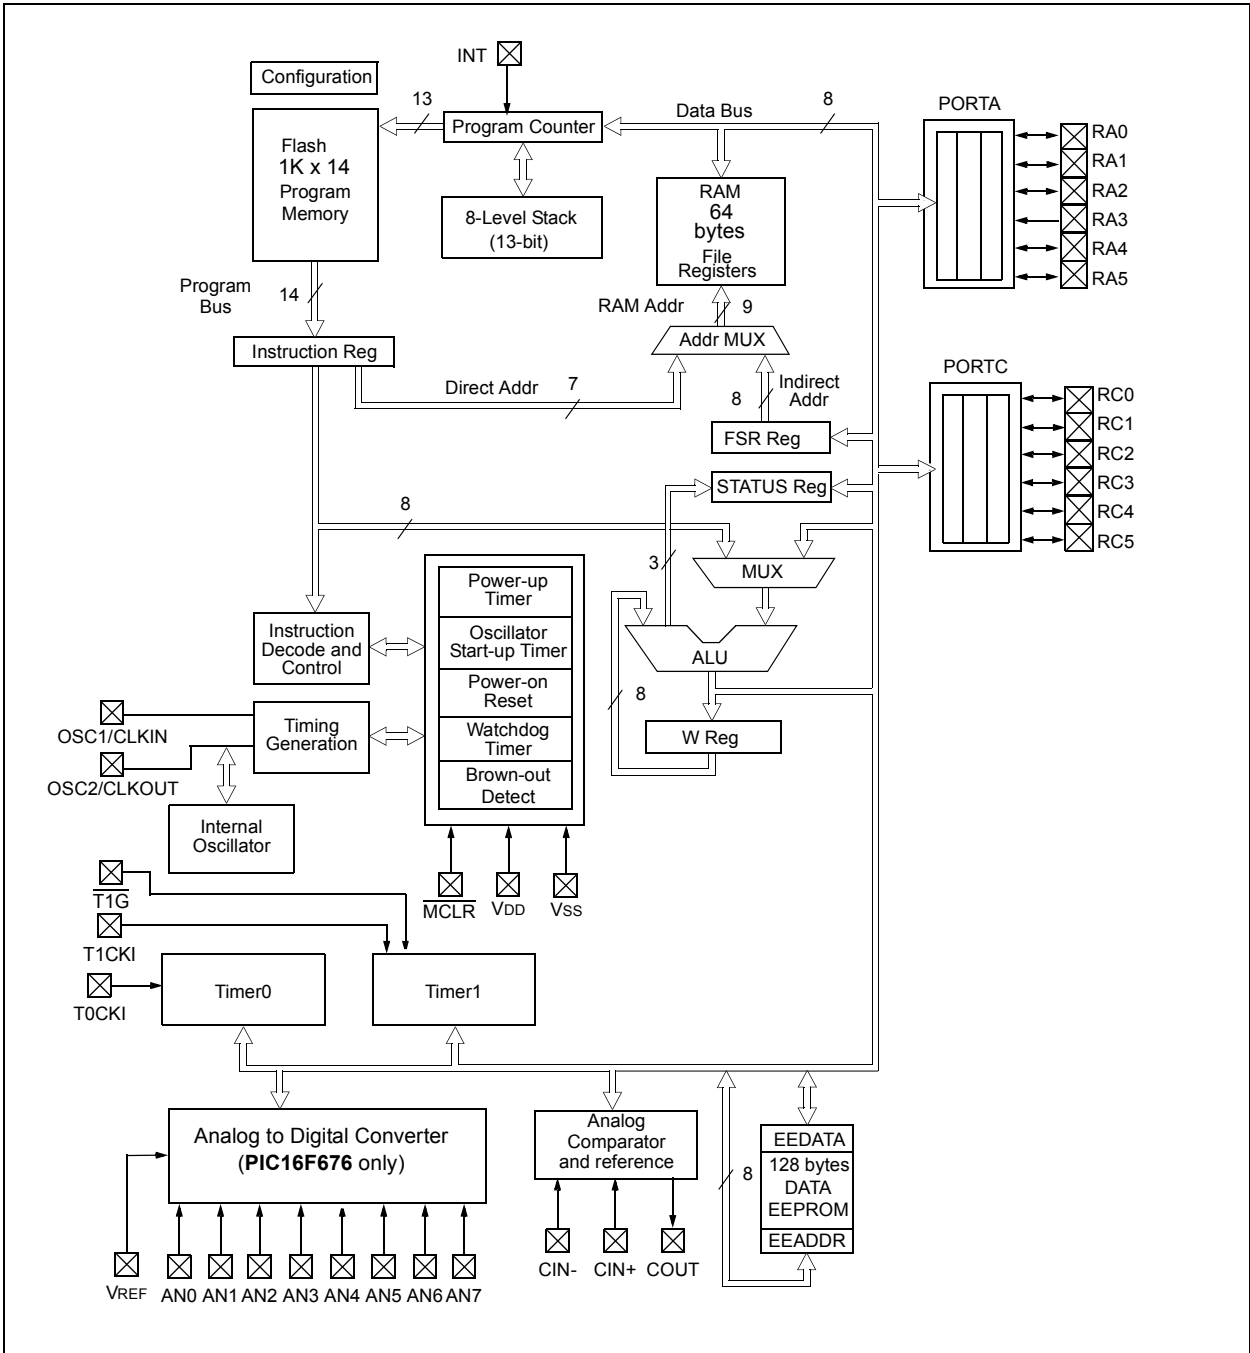 INT
Configuration
13
8
Data Bus
PORTA
Program Counter
Flash
1K x 14
Program
Memory
8-Level Stack
(13-bit)
RAM
64
bytes
File
Registers
RA0
RA1
RA2
RA3
RA4
RA5
Program
Bus
14
RAM Addr
9
Addr MUX
Instruction Reg
Direct Addr
7
8
Indirect
Addr
FSR Reg
STATUS Reg
PORTC
RC0
RC1
RC2
RC3
RC4
RC5
8
3
MUX
ALU
8
W Reg
Power-up
Timer
Oscillator
Start-up Timer
Power-on
Reset
Watchdog
Timer
Brown-out
Detect
Instruction
Decode and
Control
OSC1/CLKIN
OSC2/CLKOUT
Timing
Generation
Internal
Oscillator
MCLR
VDD
VSS
T1G
T1CKI
T0CKI
Timer0
Timer1
Analog to Digital Converter
(PIC16F676 only)
Analog
Comparator
and reference
8
EEDATA
128 bytes
DATA
EEPROM
EEADDR
VREF
AN0 AN1 AN2 AN3 AN4 AN5 AN6 AN7
CIN- CIN+ COUT